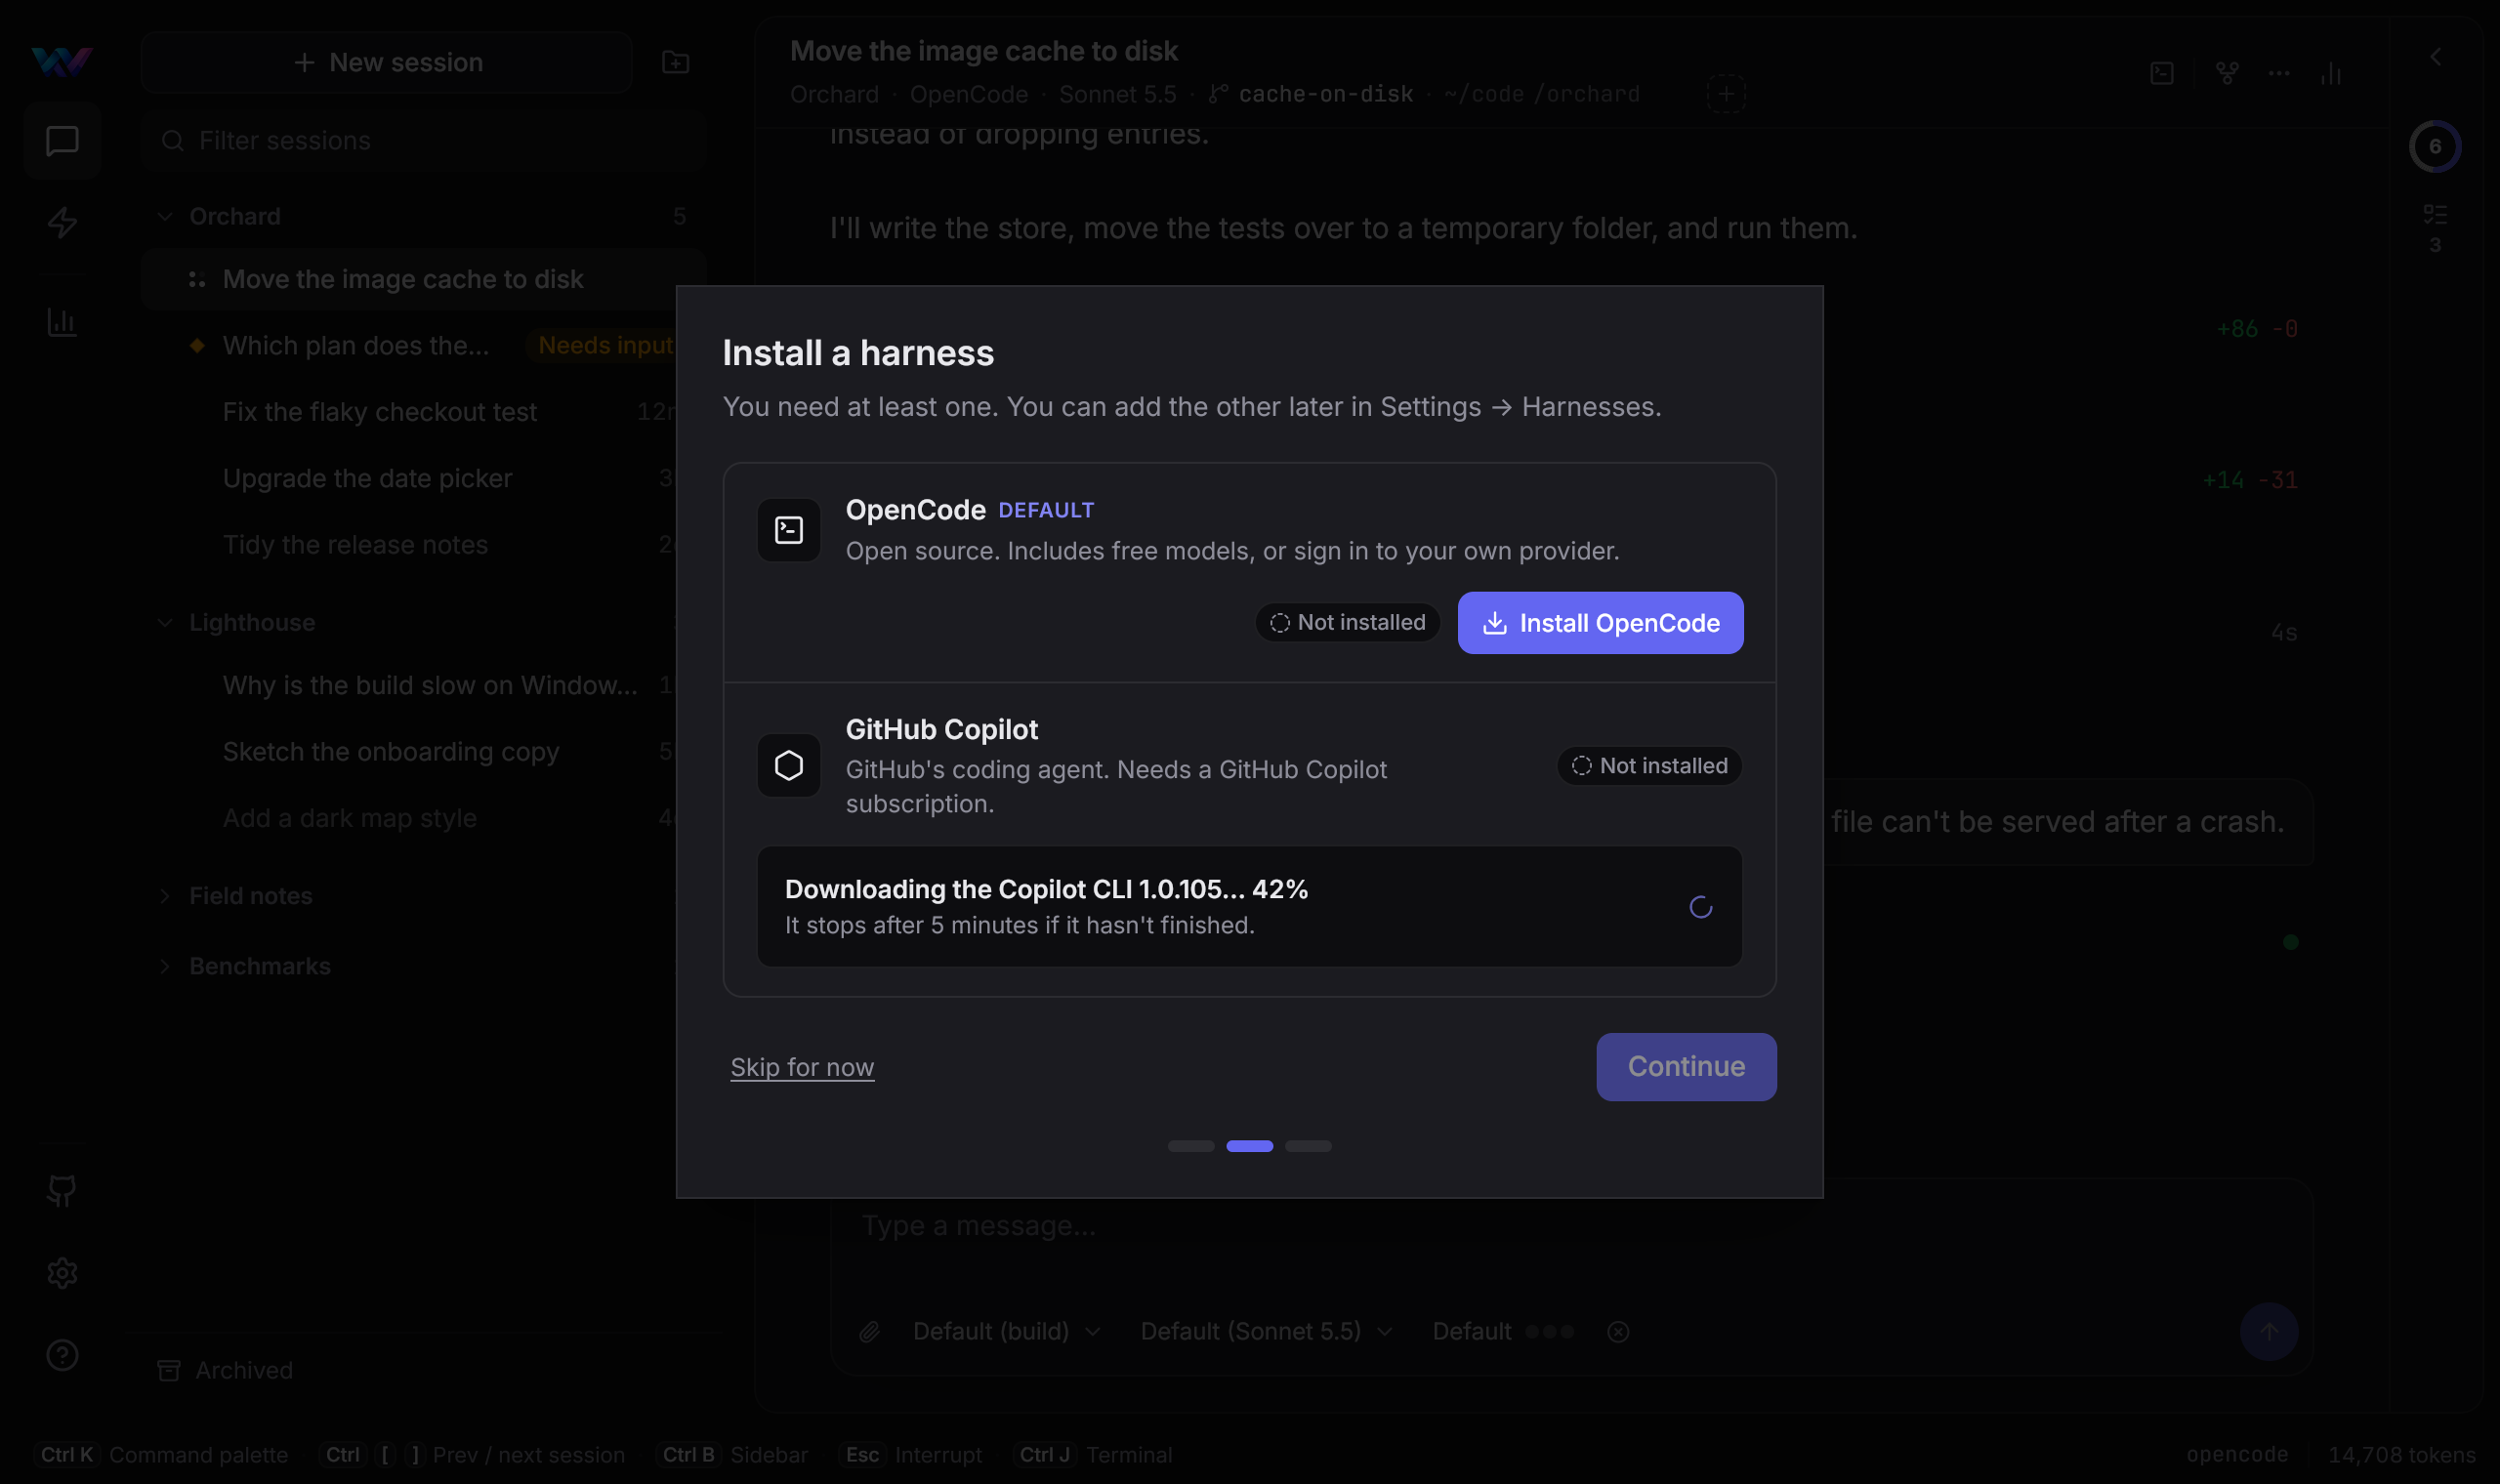 New session
Filter sessions
Orchard 5
Move the image cache to disk
Which plan does the... Needs input
Fix the flaky checkout test
Upgrade the date picker
Tidy the release notes
Lighthouse
Why is the build slow on Window...
Sketch the onboarding copy
Add a dark map style
Field notes
Benchmarks
Archived
Move the image cache to disk
Orchard · OpenCode · Sonnet 5.5 · cache-on-disk · ~/code/orchard
instead of dropping entries.
I'll write the store, move the tests over to a temporary folder, and run them.
+86 -0
+14 -31
4s
file can't be served after a crash.
6
3
Install a harness
You need at least one. You can add the other later in Settings → Harnesses.
OpenCode DEFAULT
Open source. Includes free models, or sign in to your own provider.
Not installed
Install OpenCode
GitHub Copilot
GitHub's coding agent. Needs a GitHub Copilot
subscription.
Not installed
Downloading the Copilot CLI 1.0.105... 42%
It stops after 5 minutes if it hasn't finished.
Skip for now
Continue
Type a message...
Default (build) Default (Sonnet 5.5) Default
Ctrl K Command palette Ctrl [ ] Prev / next session Ctrl B Sidebar Esc Interrupt Ctrl J Terminal
opencode 14,708 tokens